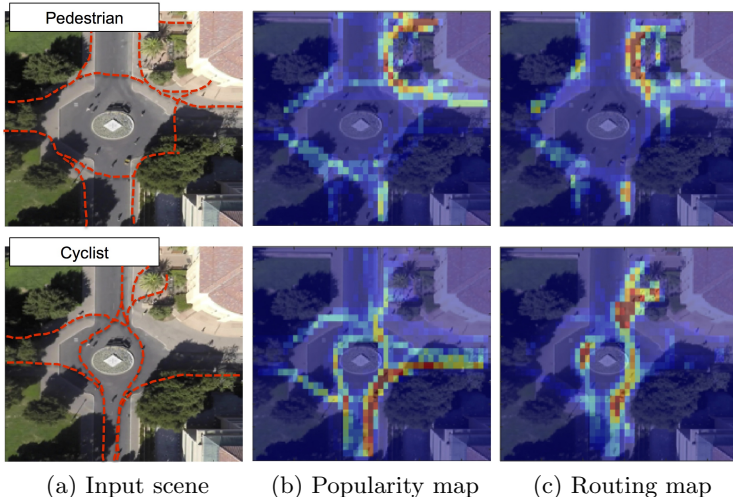 Pedestrian
Cyclist
(a) Input scene (b) Popularity map (c) Routing map